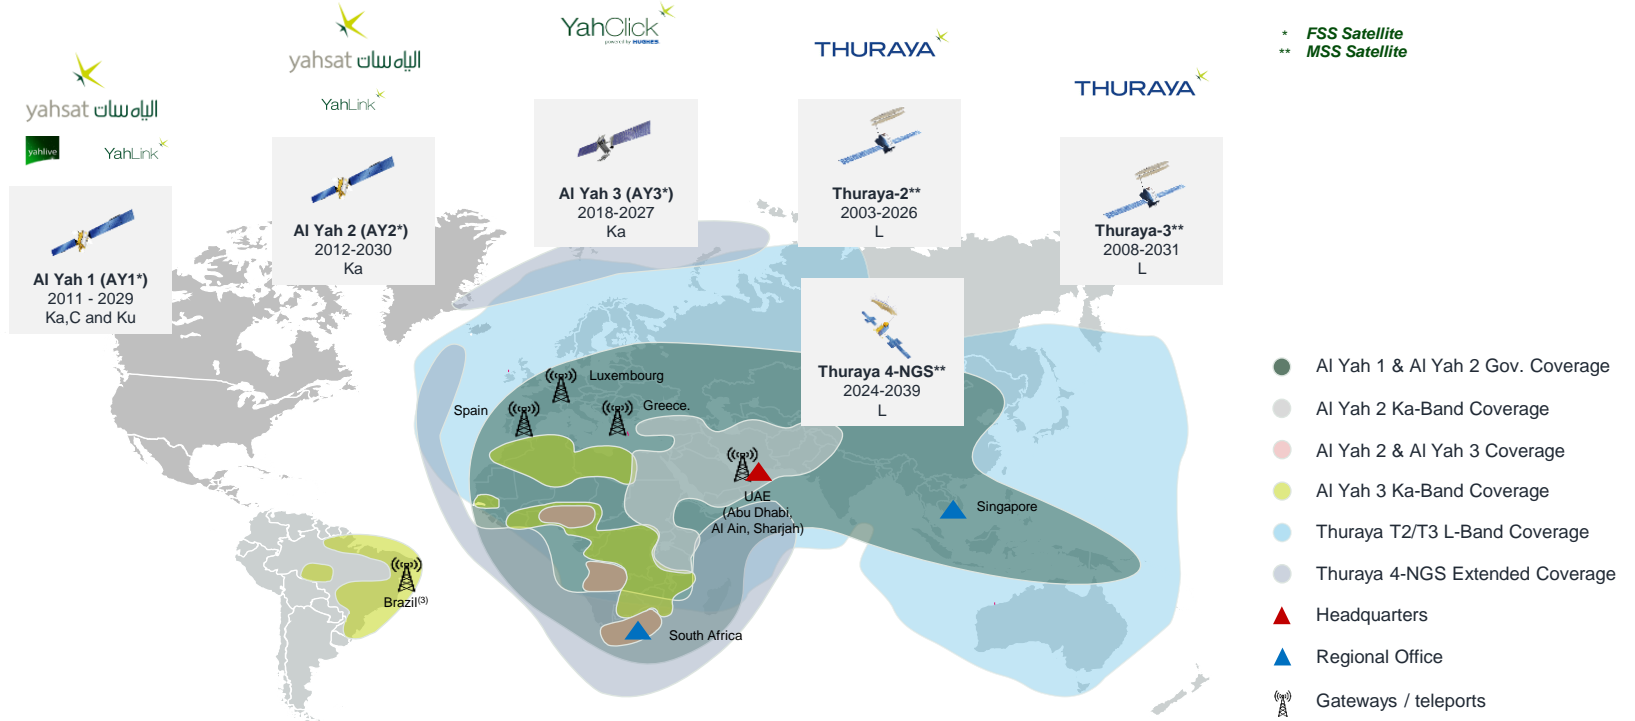 yahsat الياه سات
yahlive
YahLink
Al Yah 1 (AY1*)
2011 - 2029
Ka,C and Ku
yahsat الياه سات
YahLink
Al Yah 2 (AY2*)
2012-2030
Ka
YahClick
powered by HUGHES
Al Yah 3 (AY3*)
2018-2027
Ka
THURAYA
Thuraya-2**
2003-2026
L
THURAYA
Thuraya-3**
2008-2031
L
Thuraya 4-NGS**
2024-2039
L
* FSS Satellite
** MSS Satellite
Luxembourg
Spain
Greece.
UAE
(Abu Dhabi,
Al Ain, Sharjah)
Singapore
Brazil(3)
South Africa
Al Yah 1 & Al Yah 2 Gov. Coverage
Al Yah 2 Ka-Band Coverage
Al Yah 2 & Al Yah 3 Coverage
Al Yah 3 Ka-Band Coverage
Thuraya T2/T3 L-Band Coverage
Thuraya 4-NGS Extended Coverage
Headquarters
Regional Office
Gateways / teleports